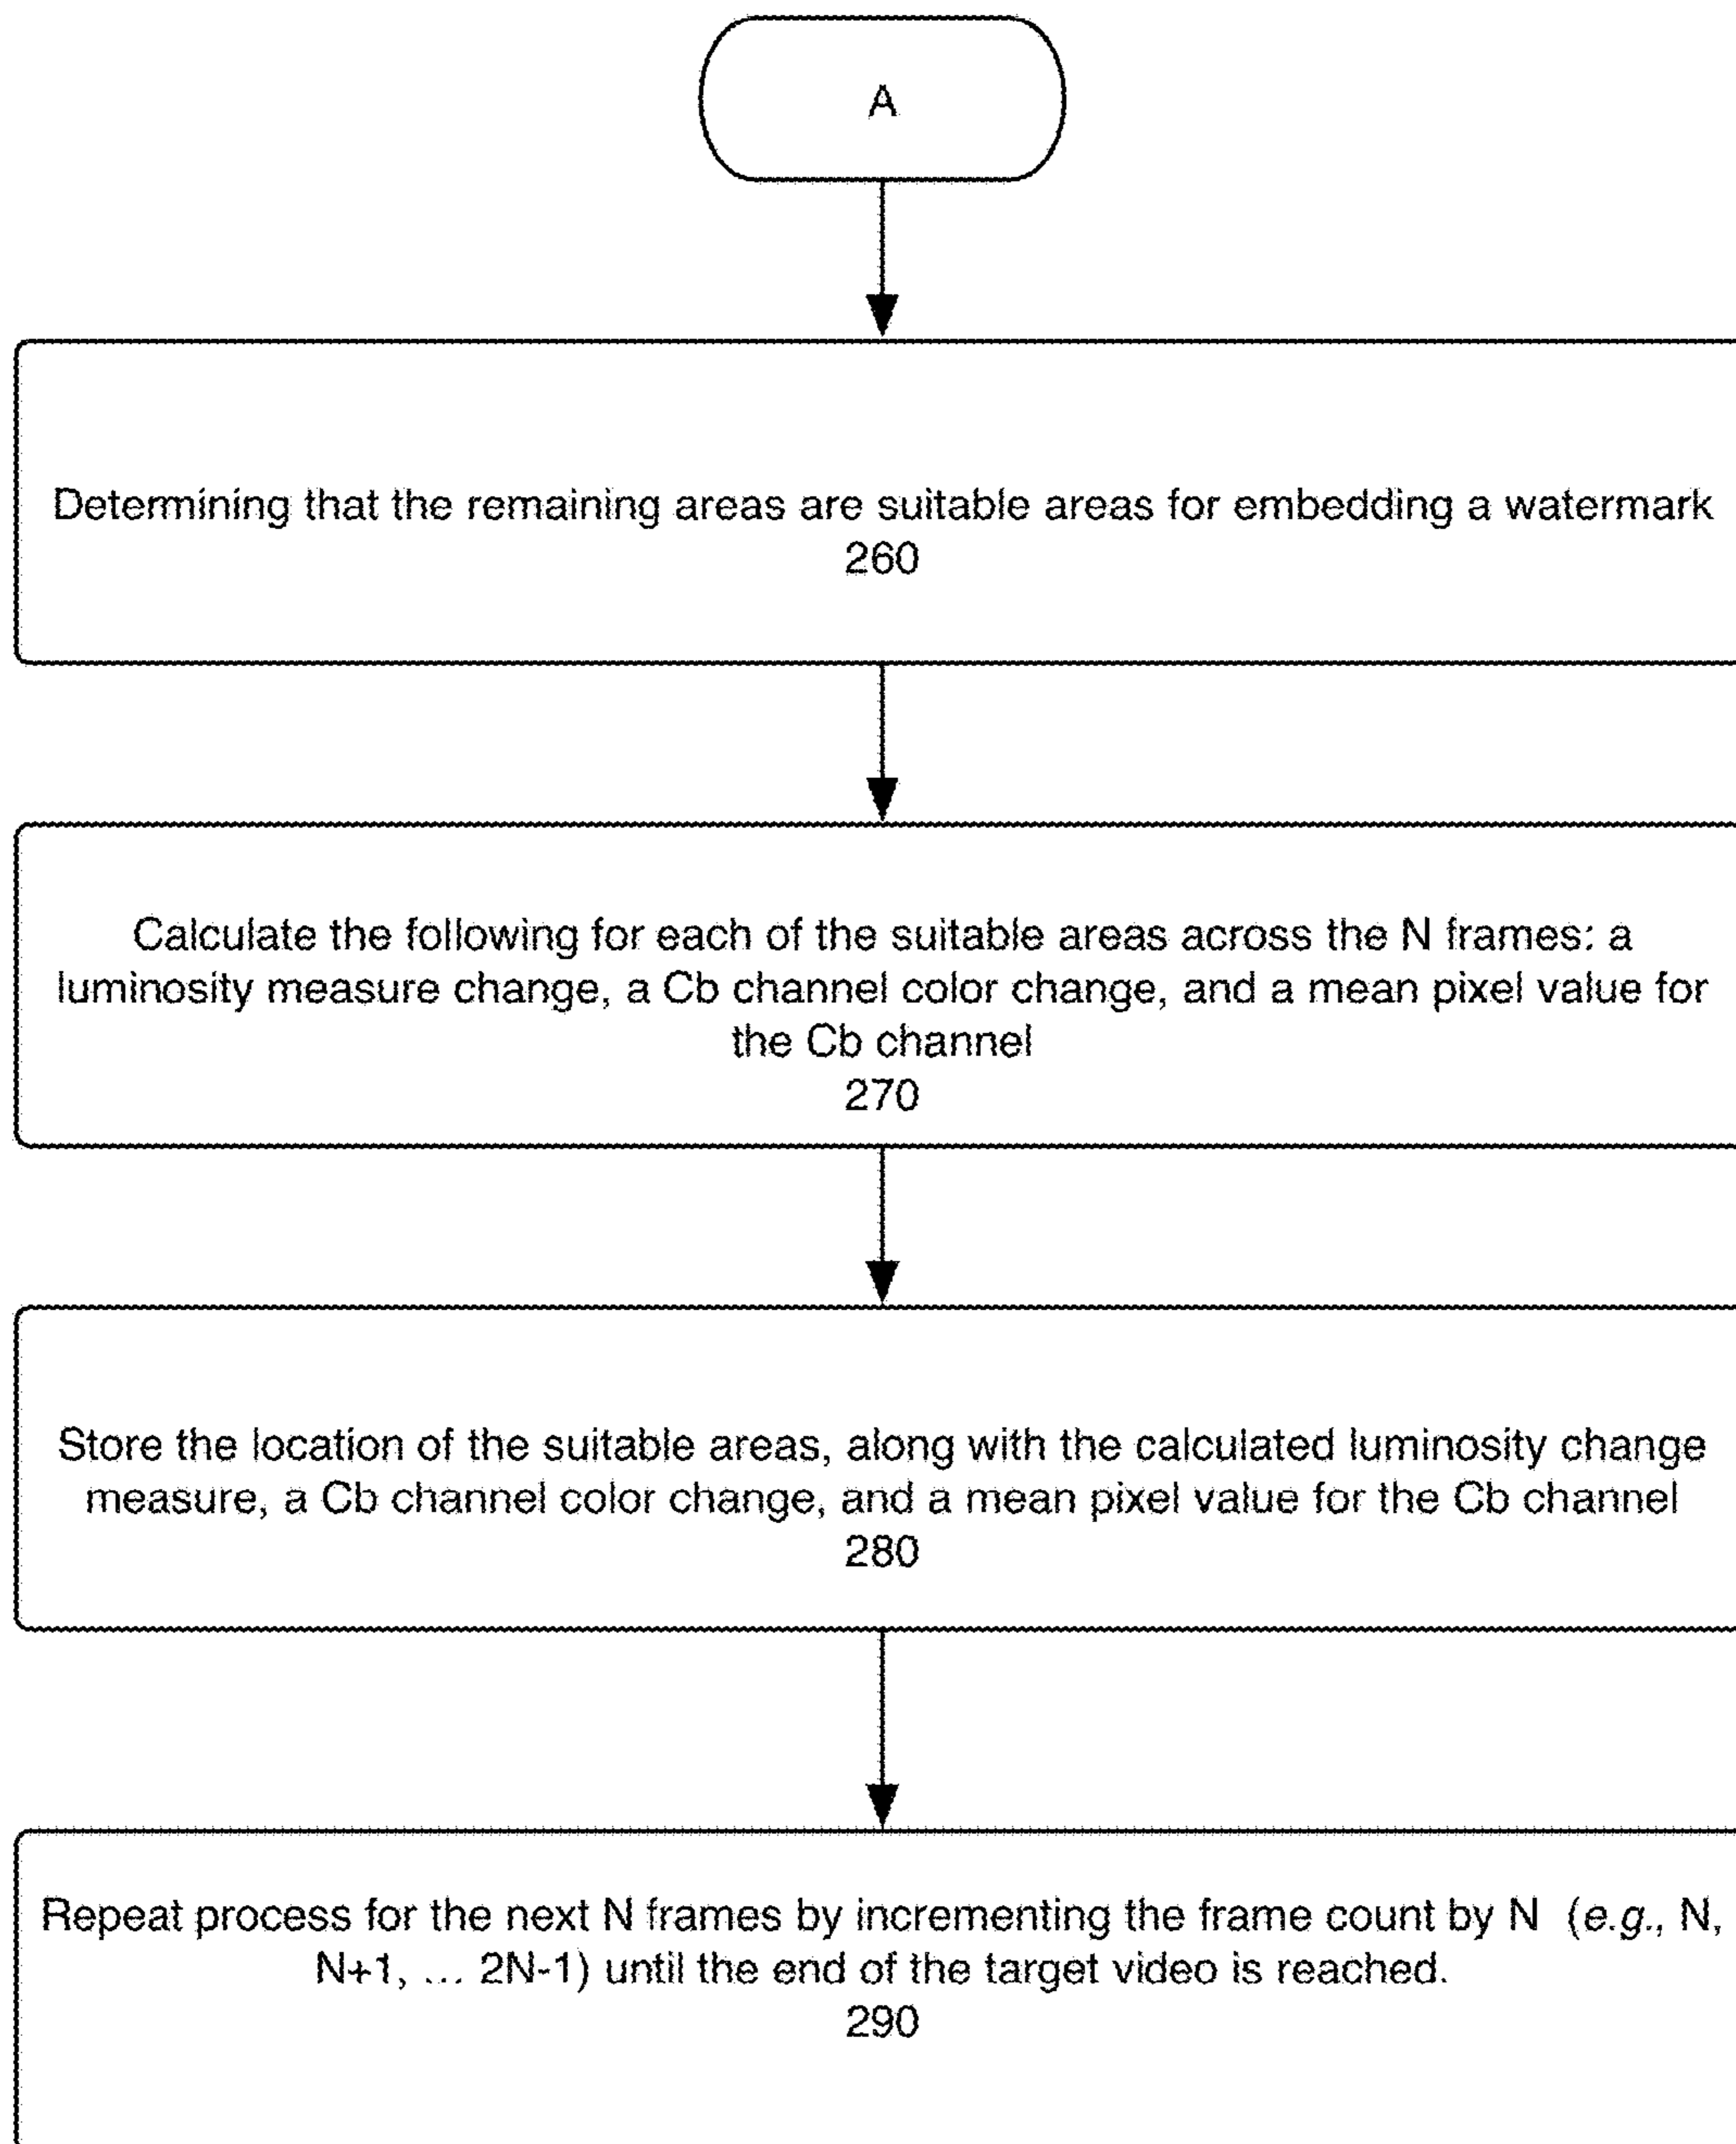 A
Determining that the remaining areas are suitable areas for embedding a watermark
260
Calculate the following for each of the suitable areas across the N frames: a
luminosity measure change, a Cb channel color change, and a mean pixel value for
the Cb channel
270
Store the location of the suitable areas, along with the calculated luminosity change
measure, a Cb channel color change, and a mean pixel value for the Cb channel
280
Repeat process for the next N frames by incrementing the frame count by N (e.g., N,
N+1, ... 2N-1) until the end of the target video is reached.
290